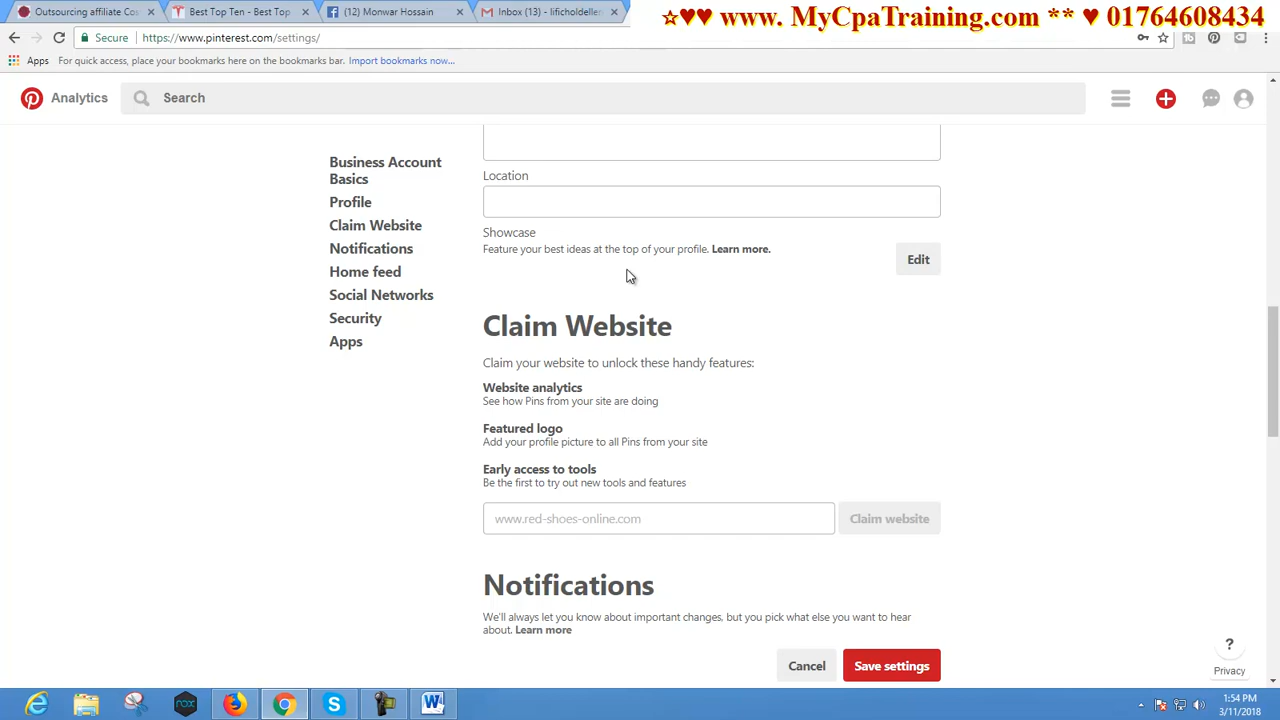 Outsourcing affiliate Co
Best Top Ten - Best Top
(12) Monwar Hossain
Inbox (13) - lificholdeller
☆♥♥ www. MyCpaTraining.com ** ♥ 01764608434
Secure
https://www.pinterest.com/settings/
Apps
For quick access, place your bookmarks here on the bookmarks bar. Import bookmarks now...
Analytics
Search
Business Account
Basics
Profile
Claim Website
Notifications
Home feed
Social Networks
Security
Apps
Location
Showcase
Feature your best ideas at the top of your profile. Learn more.
Edit
Claim Website
Claim your website to unlock these handy features:
Website analytics
See how Pins from your site are doing
Featured logo
Add your profile picture to all Pins from your site
Early access to tools
Be the first to try out new tools and features
www.red-shoes-online.com
Claim website
Notifications
We'll always let you know about important changes, but you pick what else you want to hear
about. Learn more
Cancel
Save settings
?
Privacy
1:54 PM
3/11/2018